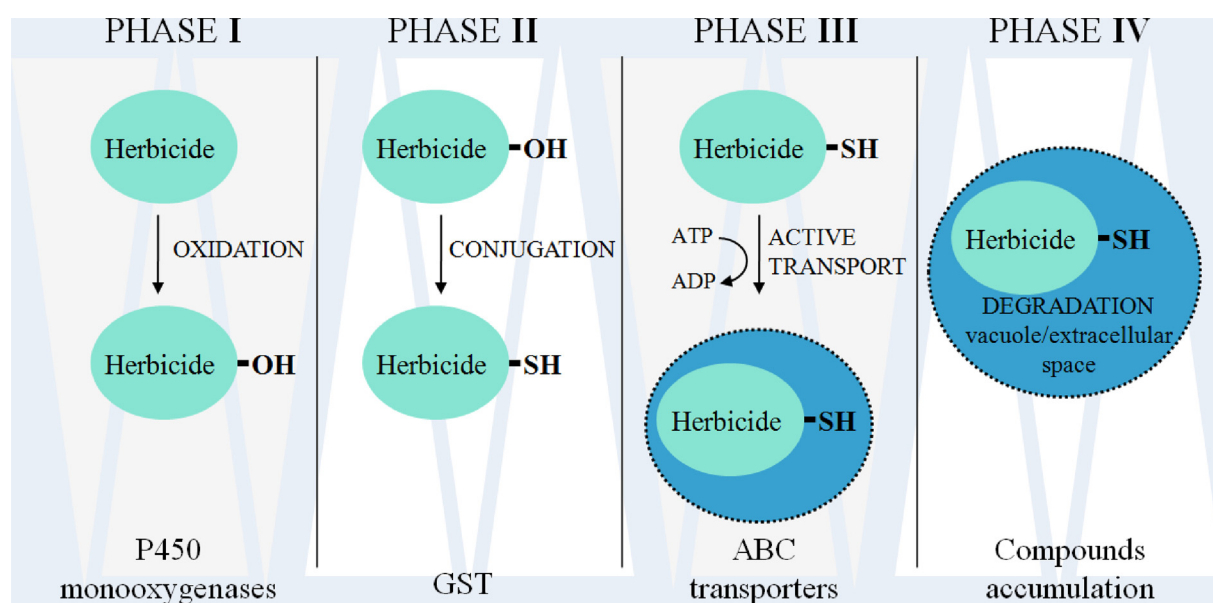 PHASE I
Herbicide
OXIDATION
Herbicide -OH
P450
monooxygenases
PHASE II
Herbicide -OH
CONJUGATION
Herbicide -SH
GST
PHASE III
Herbicide -SH
ATP
ADP
ACTIVE
TRANSPORT
Herbicide -SH
ABC
transporters
PHASE IV
Herbicide -SH
DEGRADATION
vacuole/extracellular
space
Compounds
accumulation